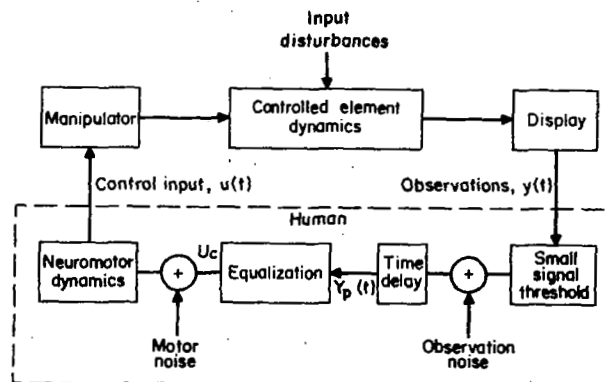 Input
disturbances
Manipulator
Controlled element
dynamics
Display
Control input, u(t)
Observations, y(t)
Human
Neuromotor
dynamics
+
Uc
Equalization
Yp (t)
Time
delay
+
Small
signal
threshold
Motor
noise
Observation
noise